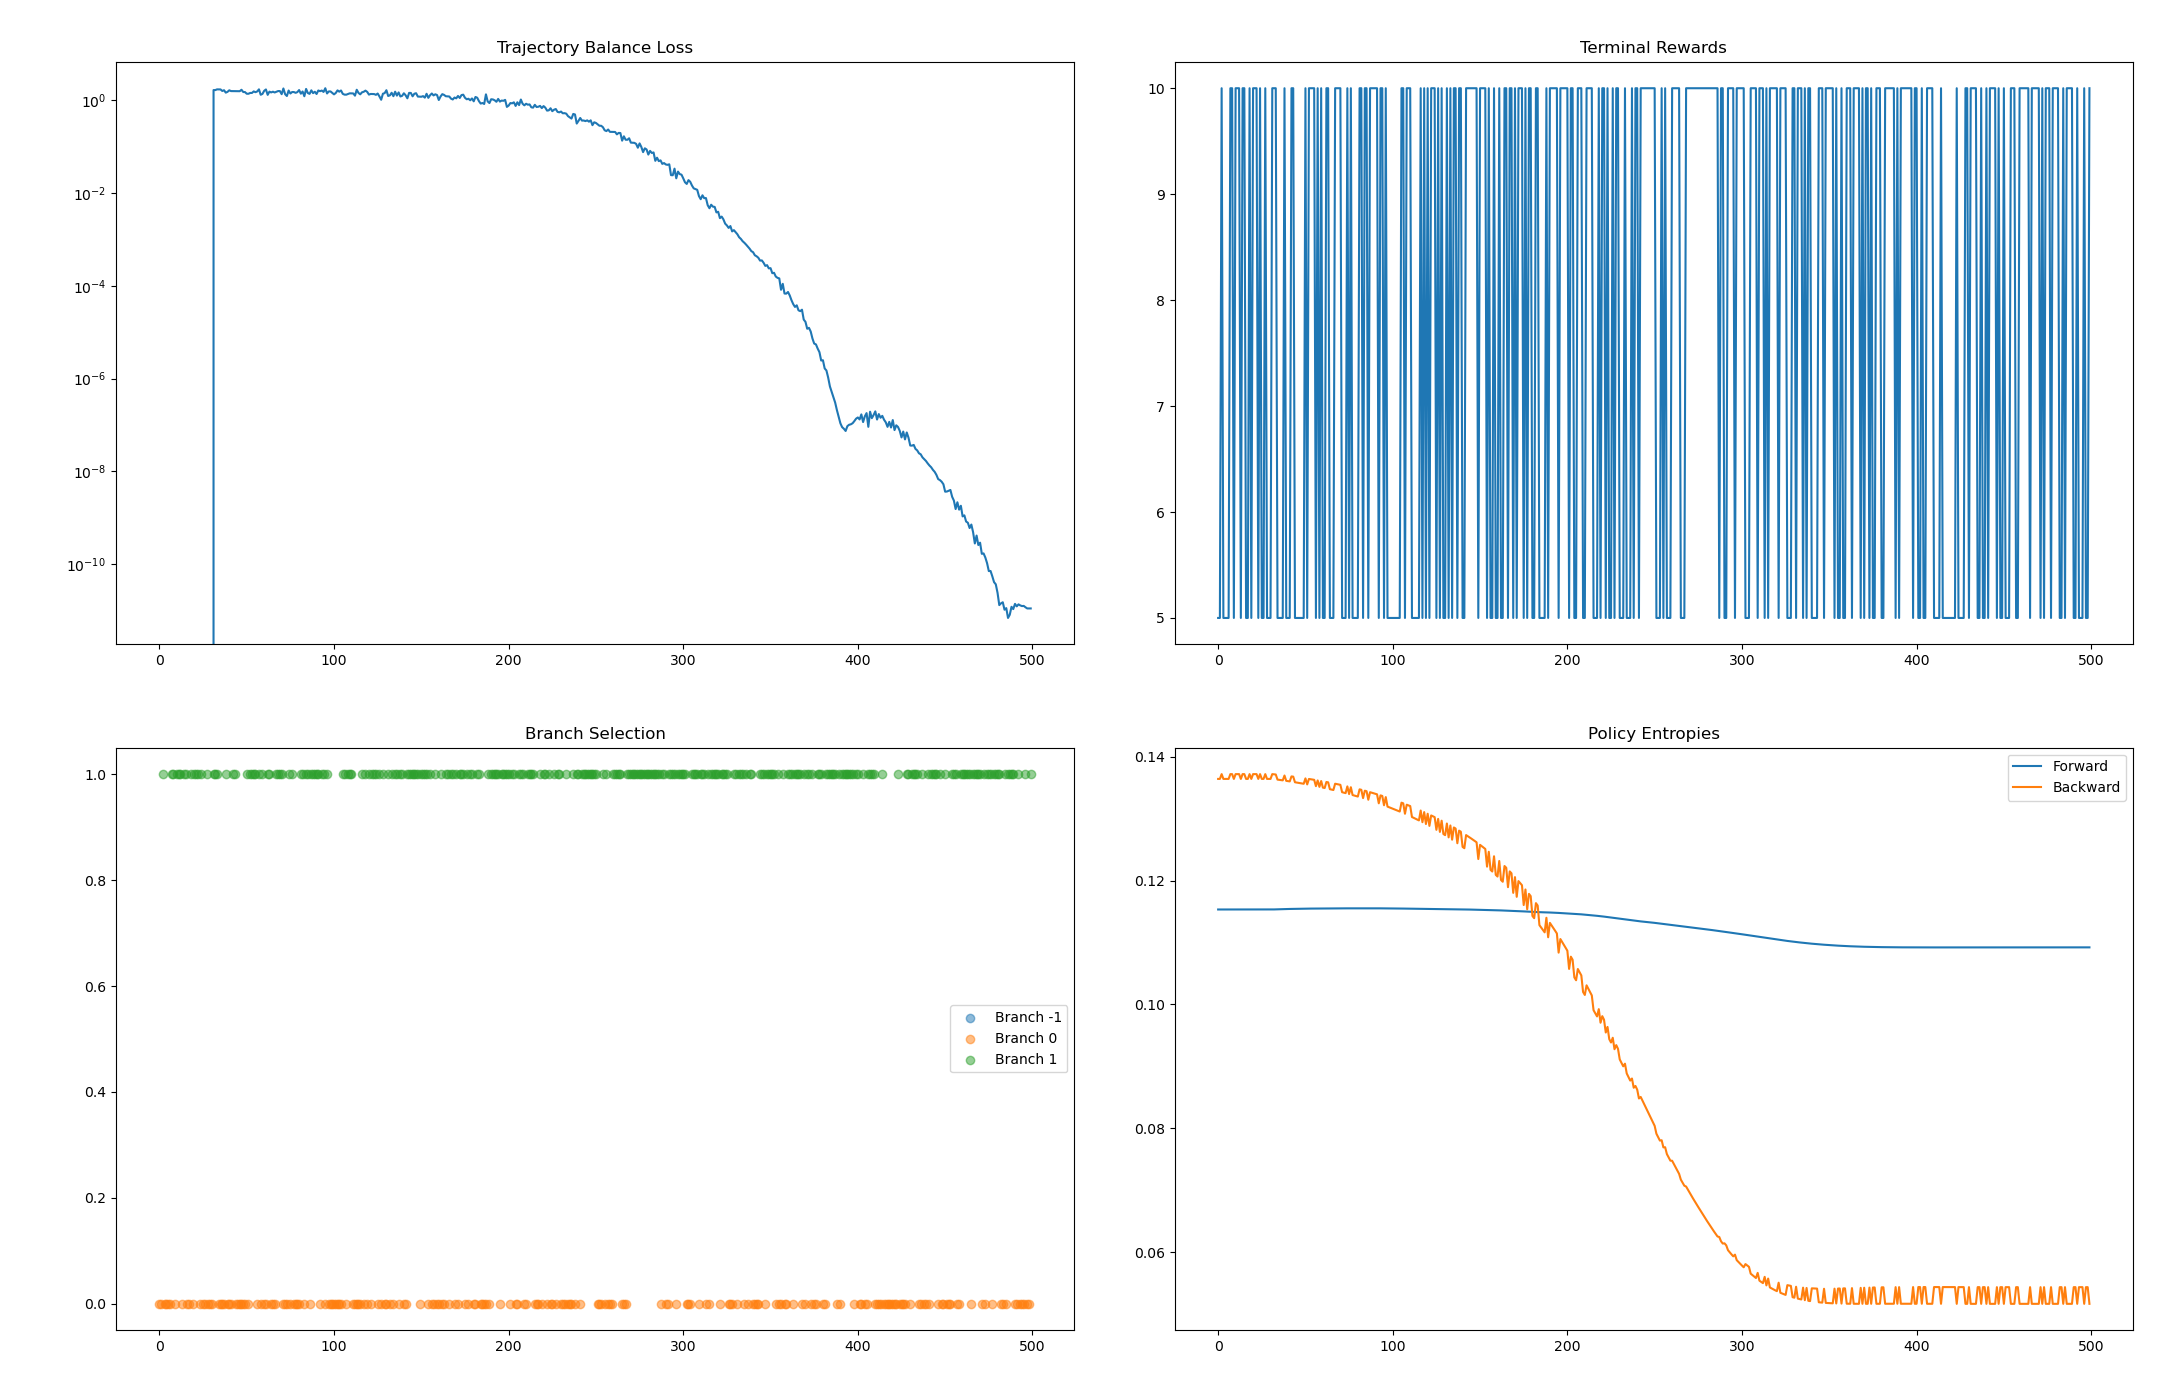 Trajectory Balance Loss
10⁰
10⁻²
10⁻⁴
10⁻⁶
10⁻⁸
10⁻¹⁰
0 100 200 300 400 500
Terminal Rewards
10
9
8
7
6
5
0 100 200 300 400 500
Branch Selection
1.0
0.8
0.6
0.4
0.2
0.0
Branch -1
Branch 0
Branch 1
0 100 200 300 400 500
Policy Entropies
0.14
0.12
0.10
0.08
0.06
Forward
Backward
0 100 200 300 400 500